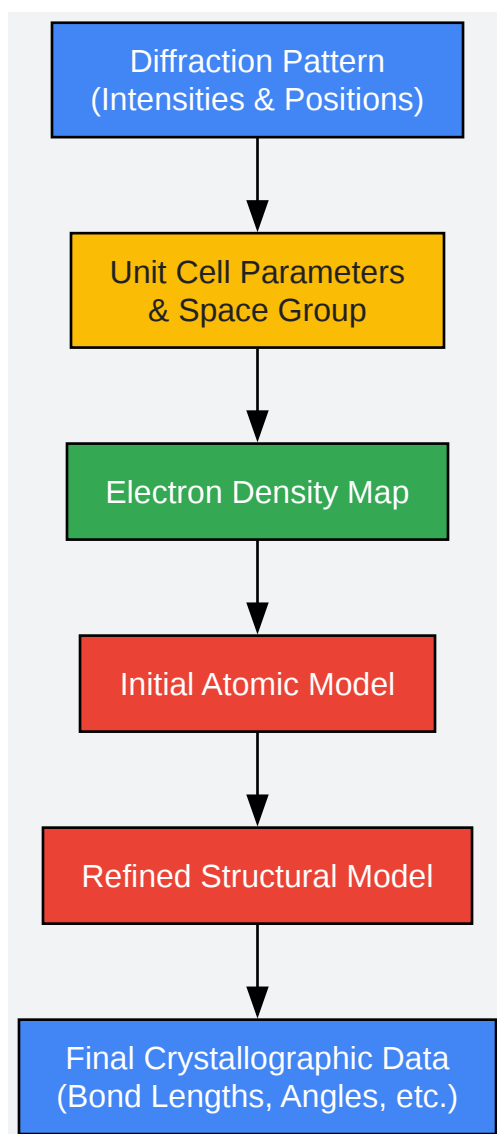 Diffraction Pattern
(Intensities & Positions)
Unit Cell Parameters
& Space Group
Electron Density Map
Initial Atomic Model
Refined Structural Model
Final Crystallographic Data
(Bond Lengths, Angles, etc.)